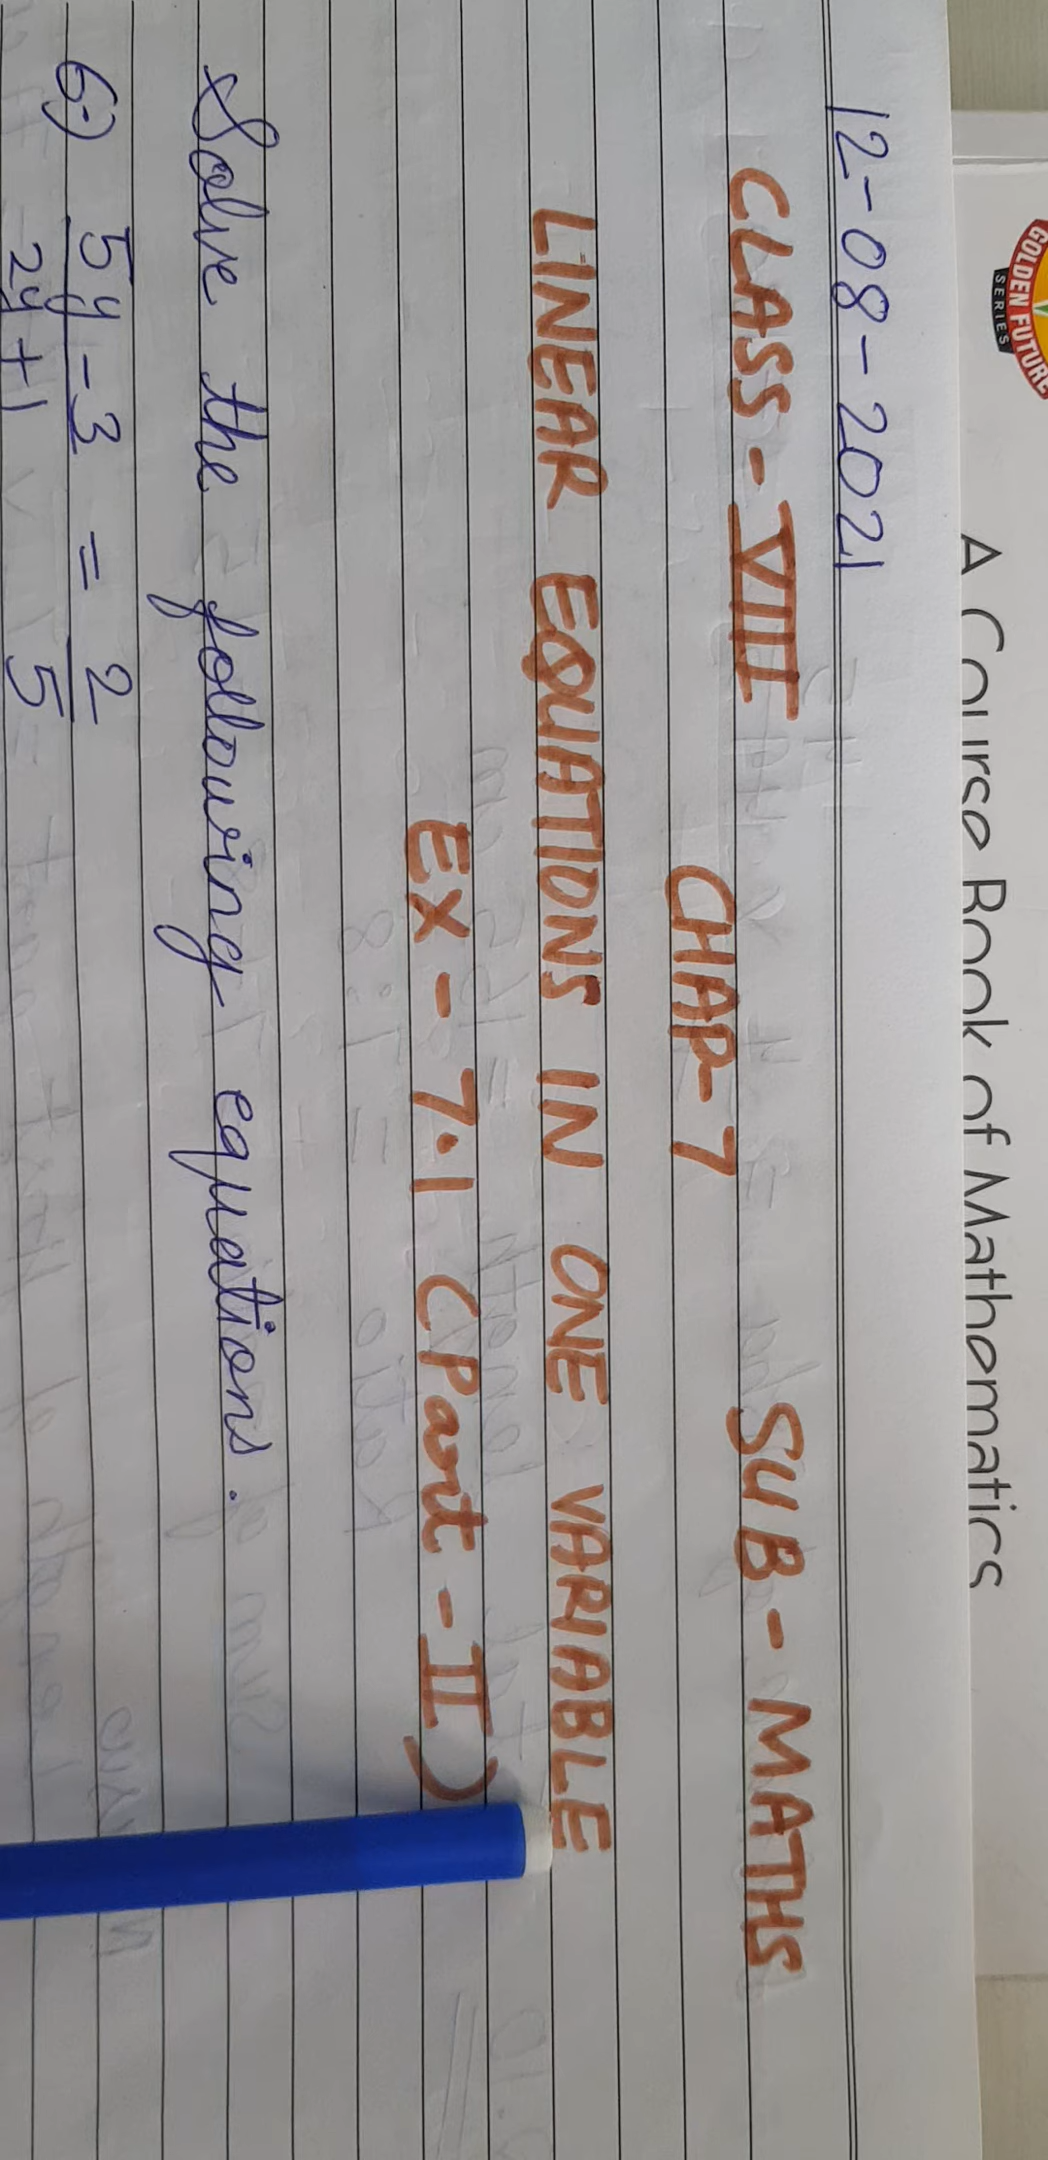 A Course Book of Mathematics
GOLDEN FUTURE
SERIES
12-08-2021
CLASS - VIII SUB - MATHS
CHAP-7
LINEAR EQUATIONS IN ONE VARIABLE
EX - 7.1 (Part - II)
Solve the following equations.
6.) 5y-3 = 2
2y+1 5